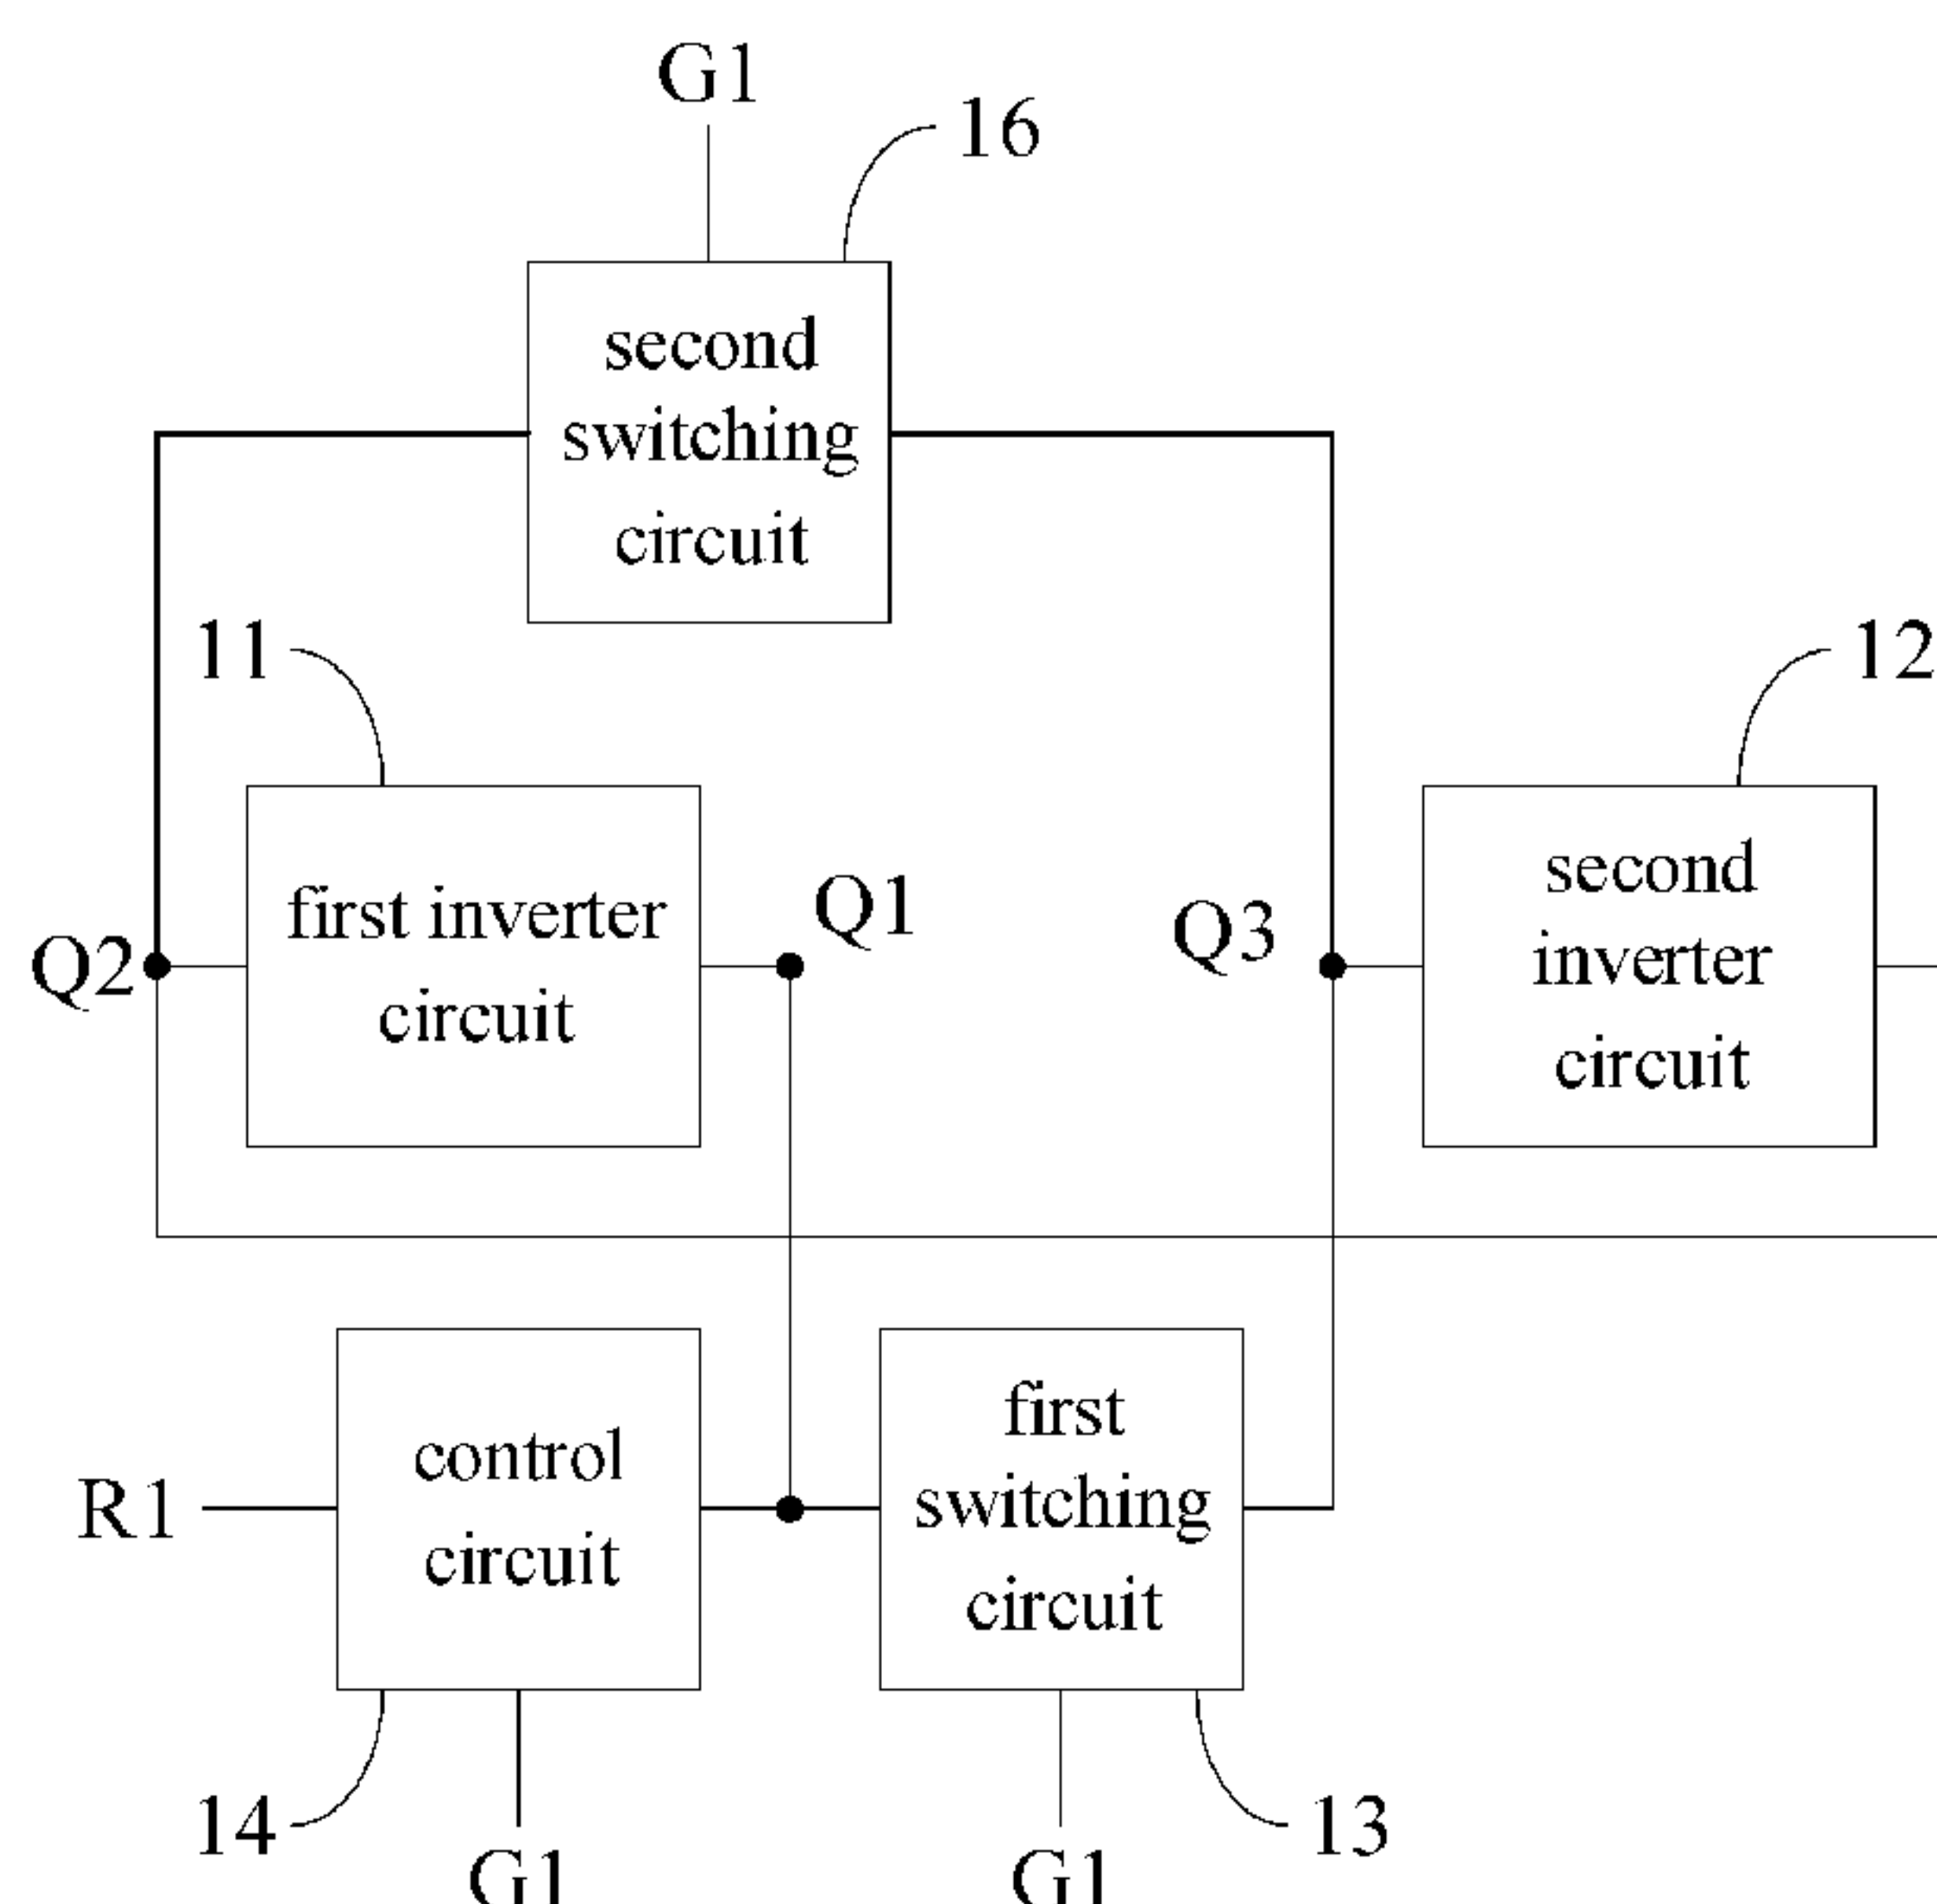 G1
16
second
switching
circuit
11
12
Q2
first inverter
circuit
Q1
Q3
second
inverter
circuit
R1
control
circuit
first
switching
circuit
14
13
G1
G1